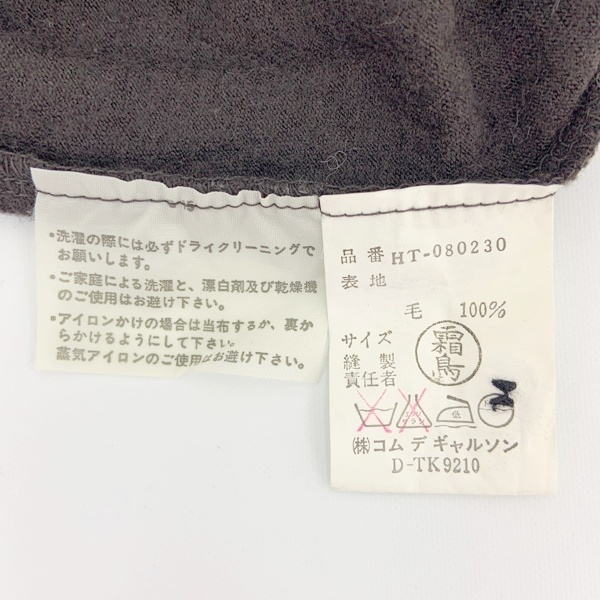 ・洗濯の際には必ずドライクリーニングで
お願いします。
・ご家庭による洗濯と、漂白剤及び乾燥機
のご使用はお避け下さい。
・アイロンかけの場合は当布するか、裏か
らかけるようにして下さい。
蒸気アイロンのご使用はお避け下さい。
品番 HT-080230
表地
毛 100%
サイズ
縫製
責任者
霜鳥
低
(株)コム デ ギャルソン
D-TK9210